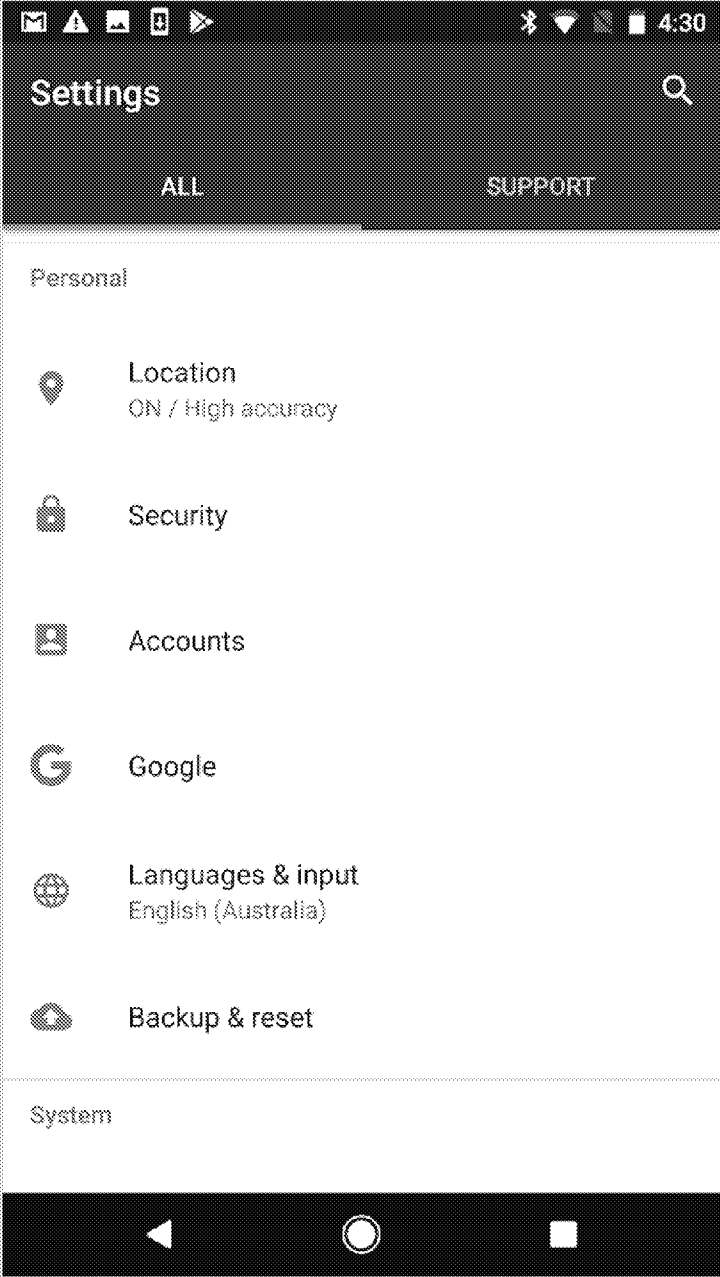 4:30
Settings
ALL
SUPPORT
Personal
Location
ON / High accuracy
Security
Accounts
Google
Languages & input
English (Australia)
Backup & reset
System